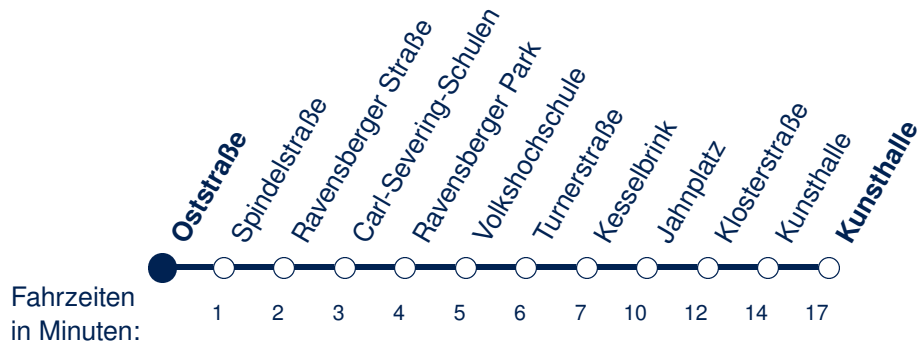 Oststraße
Spindelstraße
Ravensberger Straße
Carl-Severing-Schulen
Ravensberger Park
Volkshochschule
Turnerstraße
Kesselbrink
Jahnplatz
Klosterstraße
Kunsthalle
Kunsthalle
Fahrzeiten
in Minuten:
1 2 3 4 5 6 7 10 12 14 17